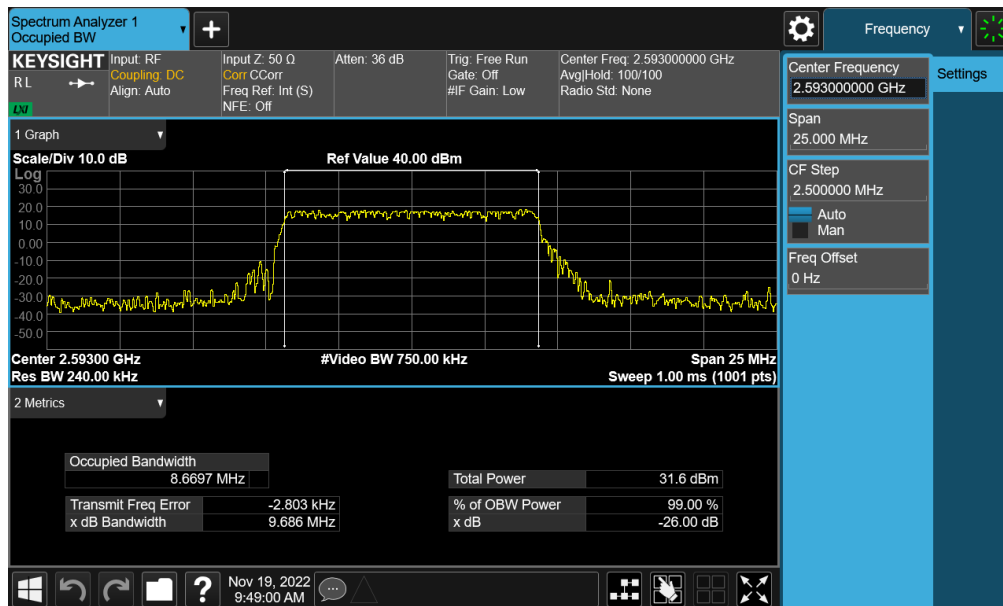 Spectrum Analyzer 1
Occupied BW
Frequency
KEYSIGHT
R L
LXI
Input: RF
Coupling: DC
Align: Auto
Input Z: 50 Ω
Corr CCorr
Freq Ref: Int (S)
NFE: Off
Atten: 36 dB
Trig: Free Run
Gate: Off
#IF Gain: Low
Center Freq: 2.593000000 GHz
Avg|Hold: 100/100
Radio Std: None
Center Frequency
2.593000000 GHz
Settings
Span
25.000 MHz
CF Step
2.500000 MHz
Auto
Man
Freq Offset
0 Hz
1 Graph
Scale/Div 10.0 dB
Ref Value 40.00 dBm
Log
30.0
20.0
10.0
0.00
-10.0
-20.0
-30.0
-40.0
-50.0
Center 2.59300 GHz
#Video BW 750.00 kHz
Span 25 MHz
Res BW 240.00 kHz
Sweep 1.00 ms (1001 pts)
2 Metrics
Occupied Bandwidth
8.6697 MHz
Total Power 31.6 dBm
Transmit Freq Error -2.803 kHz
% of OBW Power 99.00 %
x dB Bandwidth 9.686 MHz
x dB -26.00 dB
?
Nov 19, 2022
9:49:00 AM